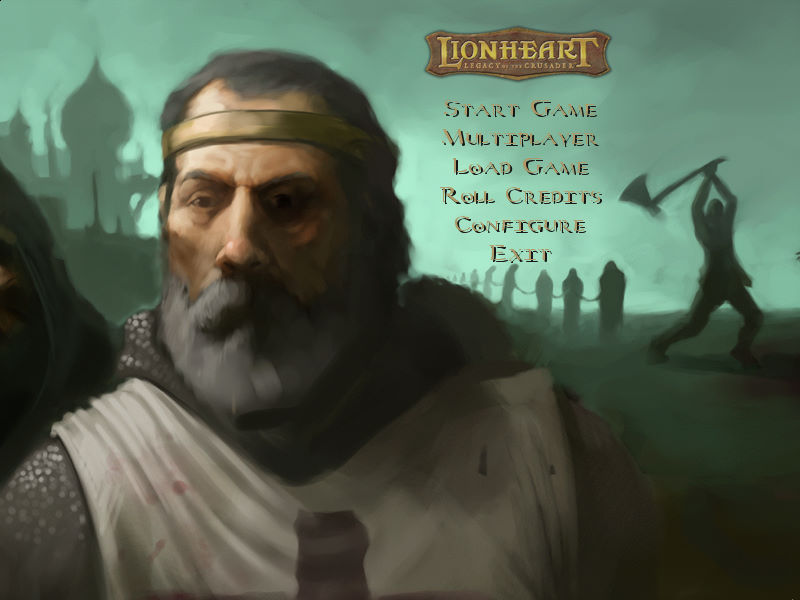 LIONHEART
LEGACY OF THE CRUSADER
START GAME
MULTIPLAYER
LOAD GAME
ROLL CREDITS
CONFIGURE
EXIT